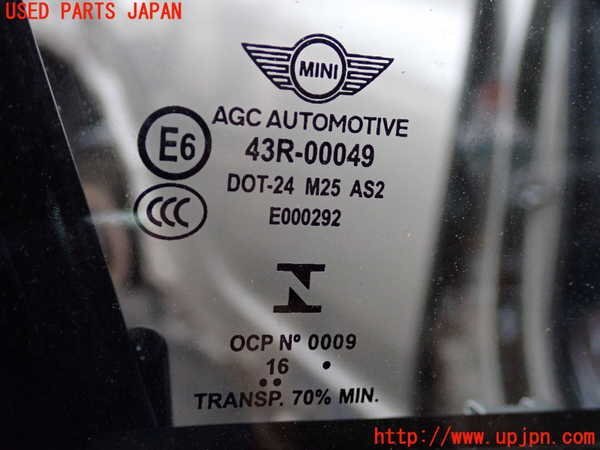 USED PARTS JAPAN
MINI
AGC AUTOMOTIVE
E6
43R-00049
DOT-24 M25 AS2
CCC
E000292
N
OCP Nº 0009
16
TRANSP. 70% MIN.
http://www.upjpn.com/